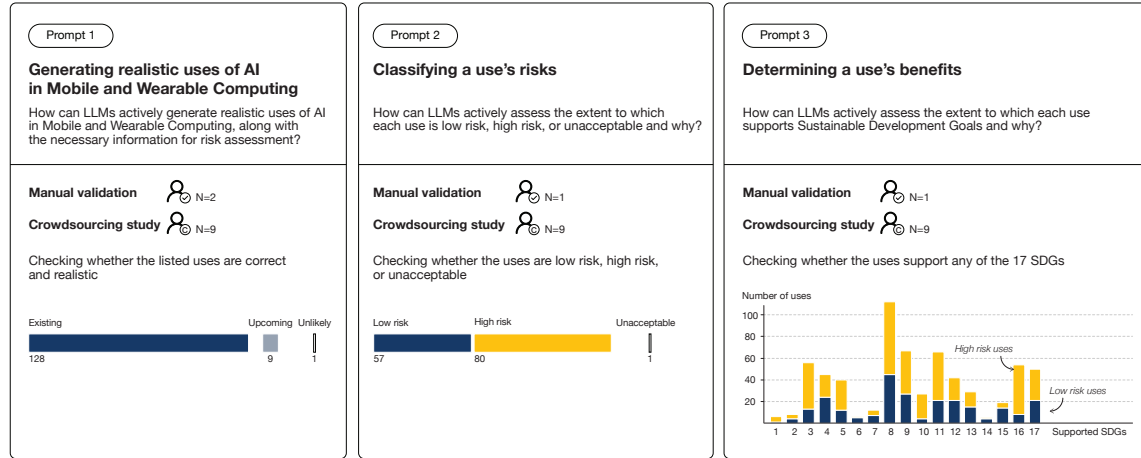 Prompt 1
Generating realistic uses of AI
in Mobile and Wearable Computing
How can LLMs actively generate realistic uses of AI
in Mobile and Wearable Computing, along with
the necessary information for risk assessment?
Manual validation N=2
Crowdsourcing study C N=9
Checking whether the listed uses are correct
and realistic
Existing Upcoming Unlikely
128 9 1
Prompt 2
Classifying a use's risks
How can LLMs actively assess the extent to which
each use is low risk, high risk, or unacceptable and why?
Manual validation N=1
Crowdsourcing study C N=9
Checking whether the uses are low risk, high risk,
or unacceptable
Low risk High risk Unacceptable
57 80 1
Prompt 3
Determining a use's benefits
How can LLMs actively assess the extent to which each use
supports Sustainable Development Goals and why?
Manual validation N=1
Crowdsourcing study C N=9
Checking whether the uses support any of the 17 SDGs
Number of uses
100
80
60
High risk uses
40
Low risk uses
20
1 2 3 4 5 6 7 8 9 10 11 12 13 14 15 16 17 Supported SDGs